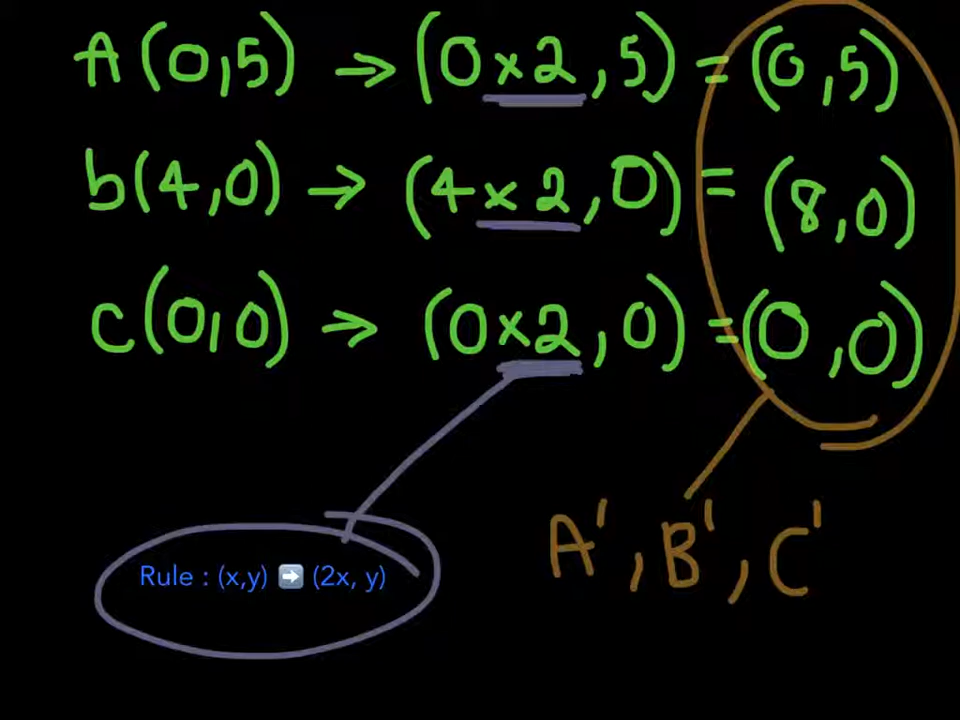 A(0,5) → (0×2,5) = (0,5)
b(4,0) → (4×2,0) = (8,0)
C(0,0) → (0×2,0) = (0,0)
A', B', C'
Rule : (x,y) ➡ (2x, y)